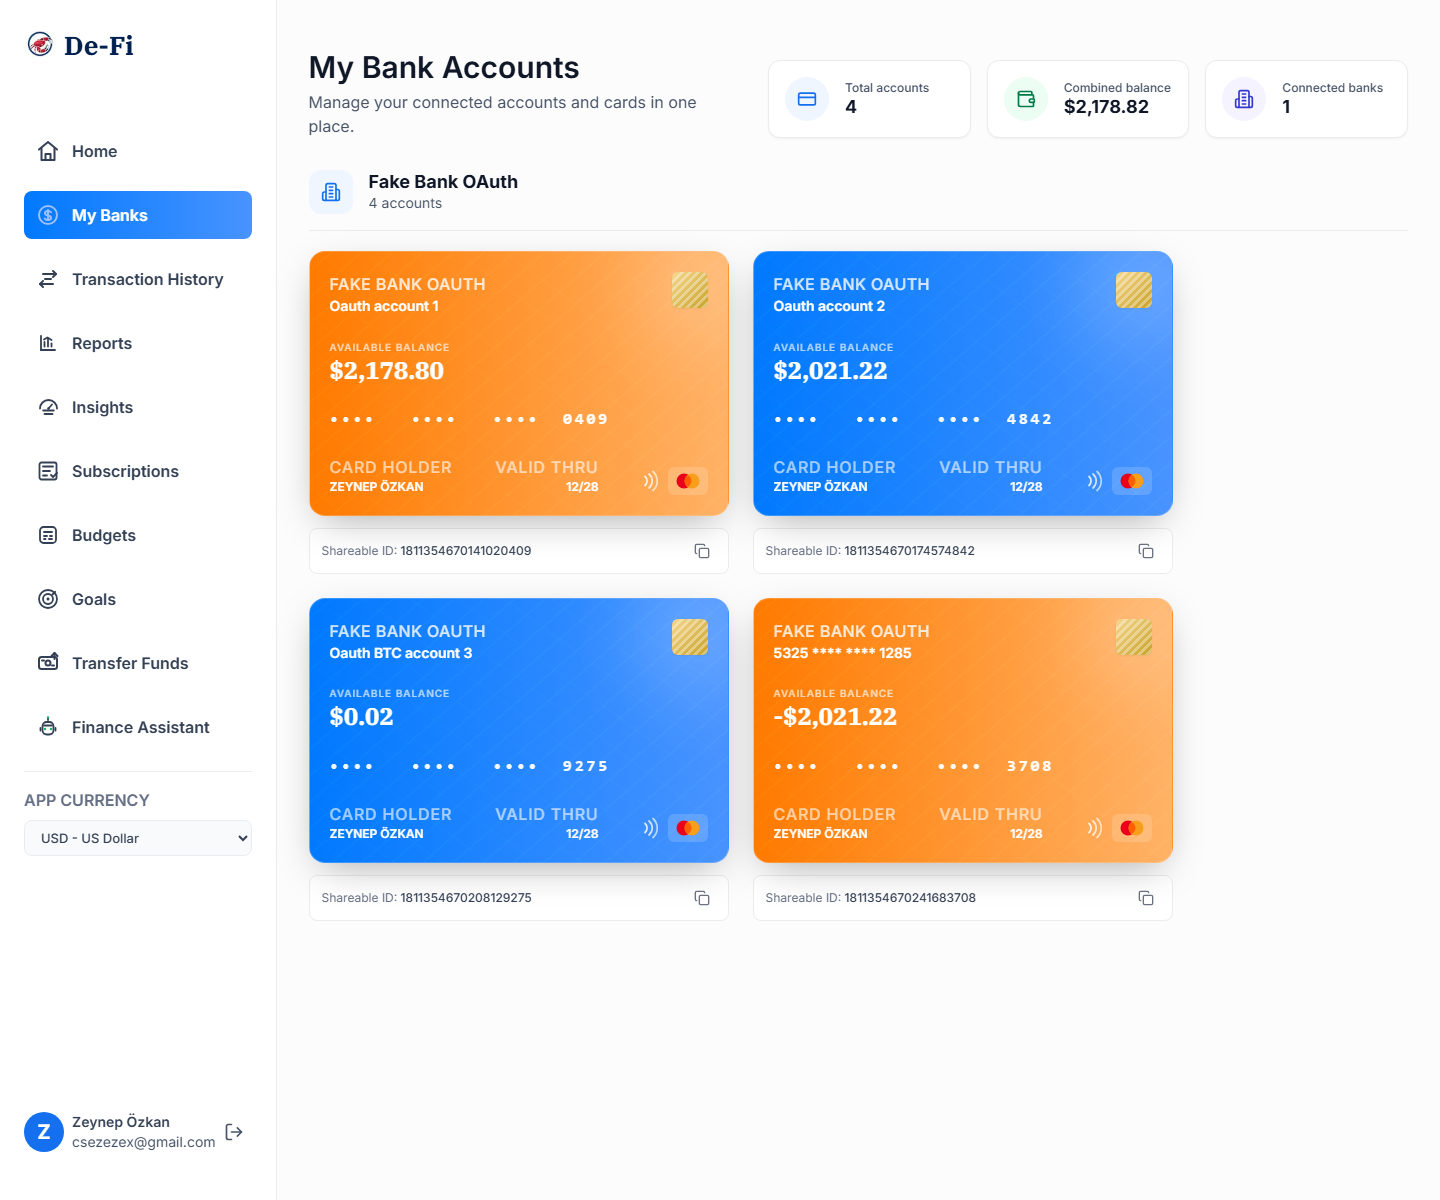 De-Fi
Home
My Banks
Transaction History
Reports
Insights
Subscriptions
Budgets
Goals
Transfer Funds
Finance Assistant
APP CURRENCY
USD - US Dollar
Z
Zeynep Özkan
csezezex@gmail.com
My Bank Accounts
Manage your connected accounts and cards in one
place.
Total accounts
4
Combined balance
$2,178.82
Connected banks
1
Fake Bank OAuth
4 accounts
FAKE BANK OAUTH
Oauth account 1
AVAILABLE BALANCE
$2,178.80
•••• •••• •••• 0409
CARD HOLDER VALID THRU
ZEYNEP ÖZKAN 12/28
Shareable ID: 1811354670141020409
FAKE BANK OAUTH
Oauth account 2
AVAILABLE BALANCE
$2,021.22
•••• •••• •••• 4842
CARD HOLDER VALID THRU
ZEYNEP ÖZKAN 12/28
Shareable ID: 1811354670174574842
FAKE BANK OAUTH
Oauth BTC account 3
AVAILABLE BALANCE
$0.02
•••• •••• •••• 9275
CARD HOLDER VALID THRU
ZEYNEP ÖZKAN 12/28
Shareable ID: 1811354670208129275
FAKE BANK OAUTH
5325 **** **** 1285
AVAILABLE BALANCE
-$2,021.22
•••• •••• •••• 3708
CARD HOLDER VALID THRU
ZEYNEP ÖZKAN 12/28
Shareable ID: 1811354670241683708